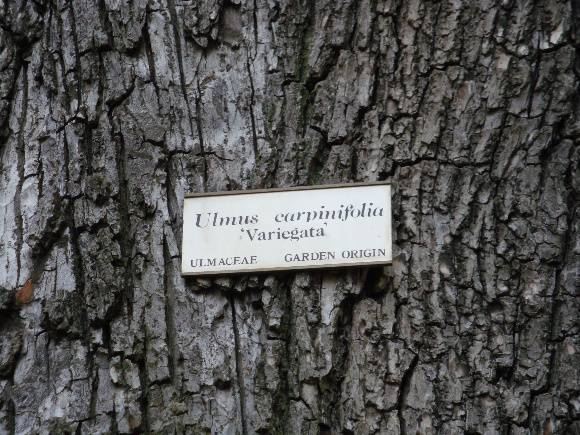 Ulmus carpinifolia
'Variegata'
ULMACEAE GARDEN ORIGIN